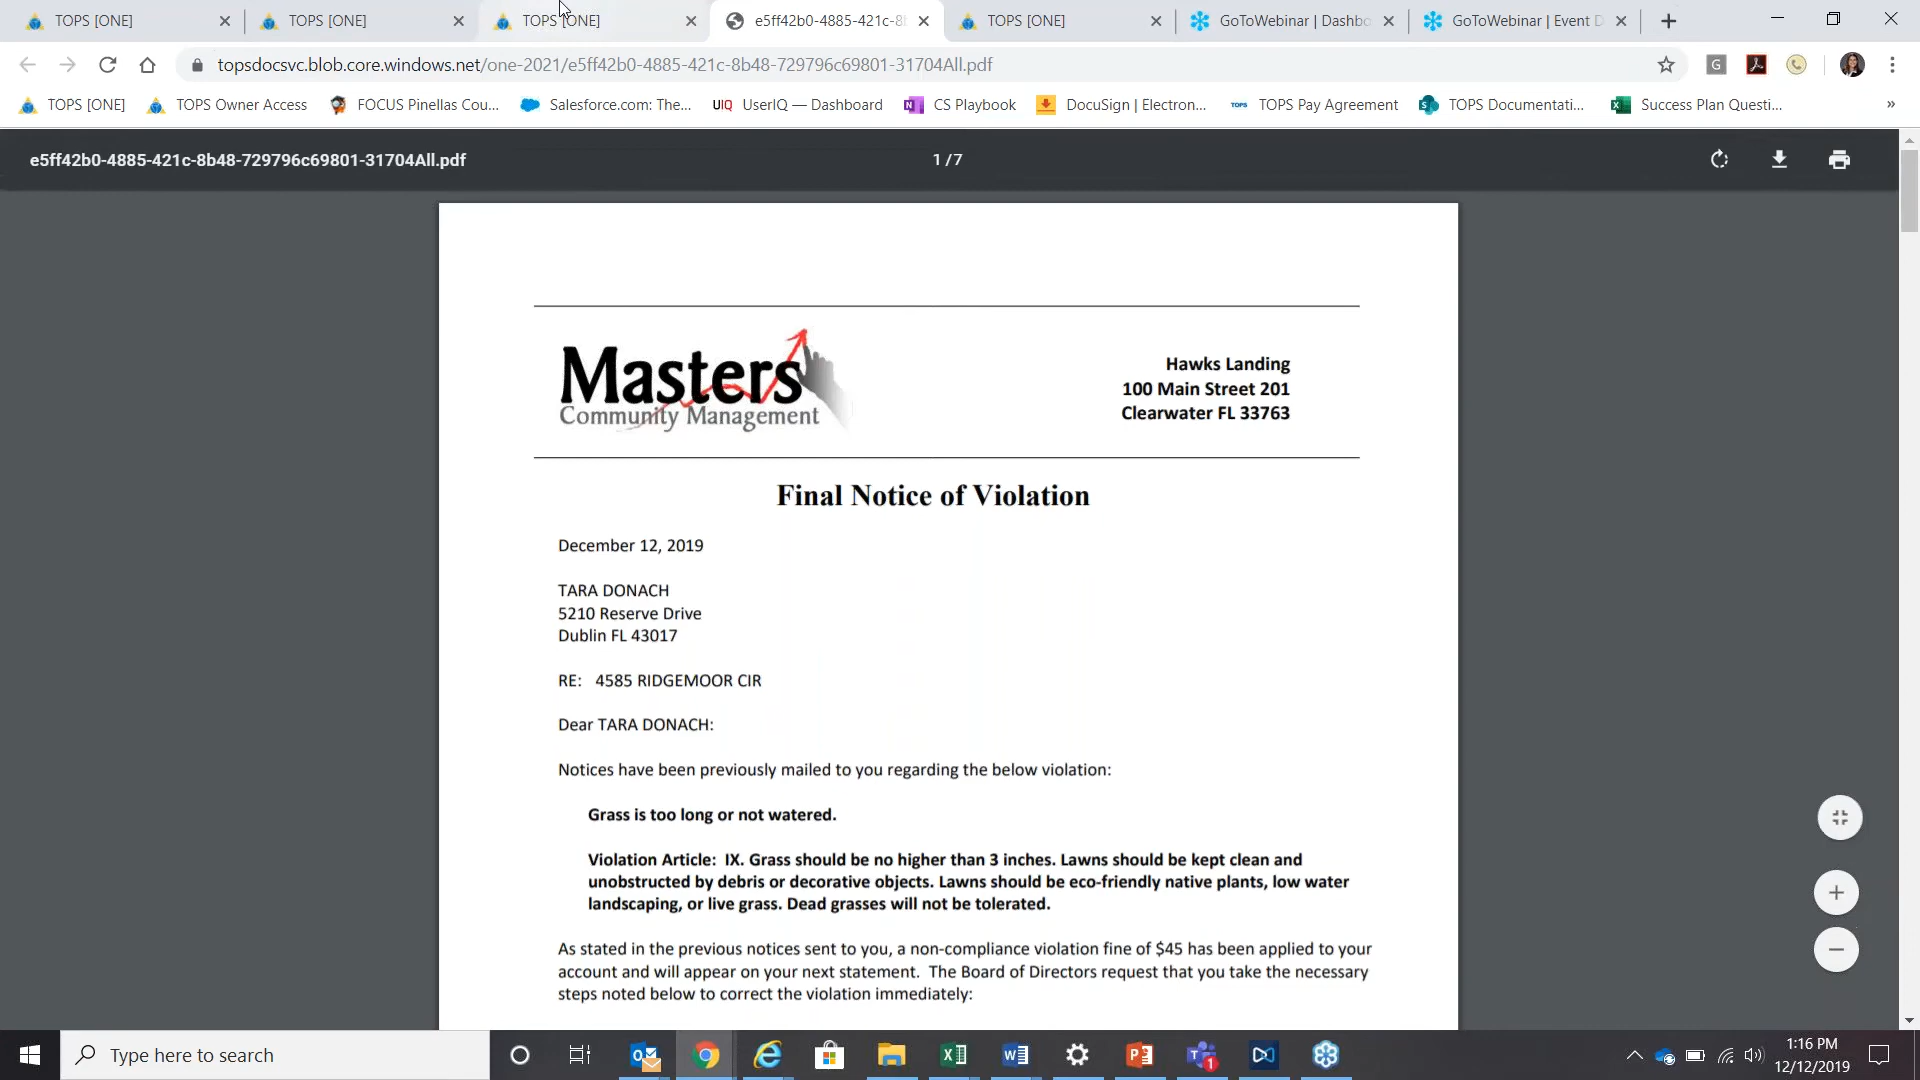 TOPS [ONE] TOPS [ONE] TOPS [ONE] e5ff42b0-4885-421c-8 TOPS [ONE] GoToWebinar | Dashbo GoToWebinar | Event D
topsdocsvc.blob.core.windows.net/one-2021/e5ff42b0-4885-421c-8b48-729796c69801-31704All.pdf
TOPS [ONE] TOPS Owner Access FOCUS Pinellas Cou... Salesforce.com: The... UIQ UserIQ — Dashboard CS Playbook DocuSign | Electron... TOPS TOPS Pay Agreement TOPS Documentati... Success Plan Questi... »
e5ff42b0-4885-421c-8b48-729796c69801-31704All.pdf 1 / 7
Masters
Community Management
Hawks Landing
100 Main Street 201
Clearwater FL 33763
Final Notice of Violation
December 12, 2019
TARA DONACH
5210 Reserve Drive
Dublin FL 43017
RE: 4585 RIDGEMOOR CIR
Dear TARA DONACH:
Notices have been previously mailed to you regarding the below violation:
Grass is too long or not watered.
Violation Article: IX. Grass should be no higher than 3 inches. Lawns should be kept clean and
unobstructed by debris or decorative objects. Lawns should be eco-friendly native plants, low water
landscaping, or live grass. Dead grasses will not be tolerated.
As stated in the previous notices sent to you, a non-compliance violation fine of $45 has been applied to your
account and will appear on your next statement. The Board of Directors request that you take the necessary
steps noted below to correct the violation immediately:
Type here to search
1:16 PM
12/12/2019